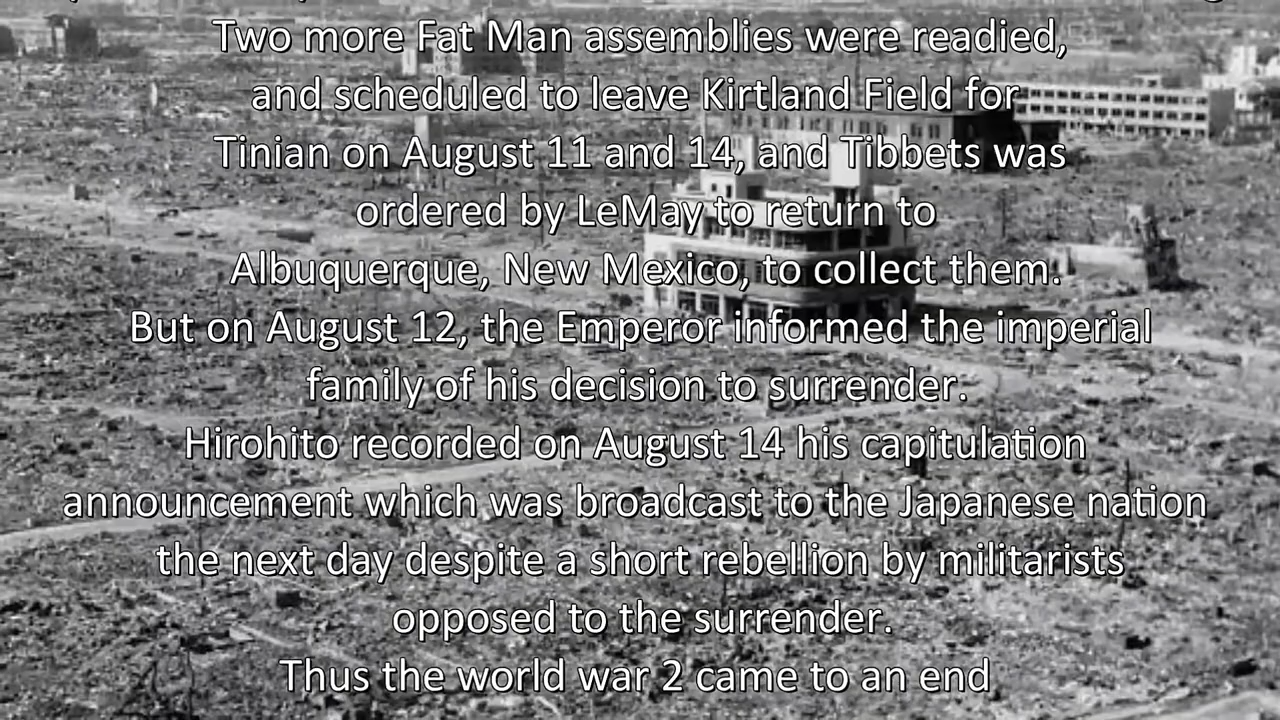 Two more Fat Man assemblies were readied,
and scheduled to leave Kirtland Field for
Tinian on August 11 and 14, and Tibbets was
ordered by LeMay to return to
Albuquerque, New Mexico, to collect them.
But on August 12, the Emperor informed the imperial
family of his decision to surrender.
Hirohito recorded on August 14 his capitulation
announcement which was broadcast to the Japanese nation
the next day despite a short rebellion by militarists
opposed to the surrender.
Thus the world war 2 came to an end